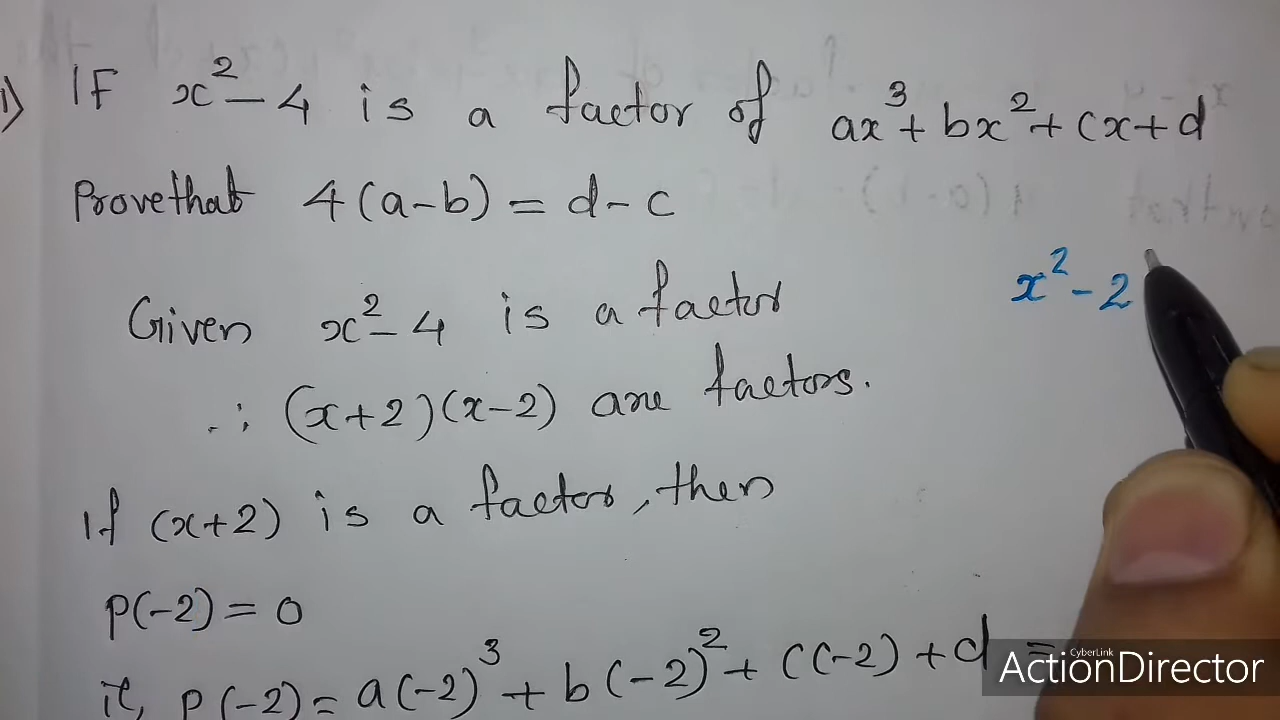 1) IF x² - 4 is a factor of ax³ + bx² + cx + d
Prove that 4(a-b) = d - c
x² - 2
Given x² - 4 is a factor
∴ (x+2)(x-2) are factors.
If (x+2) is a factor, then
P(-2) = 0
ie, P(-2) = a(-2)³ + b(-2)² + c(-2) + d =
CyberLink
ActionDirector